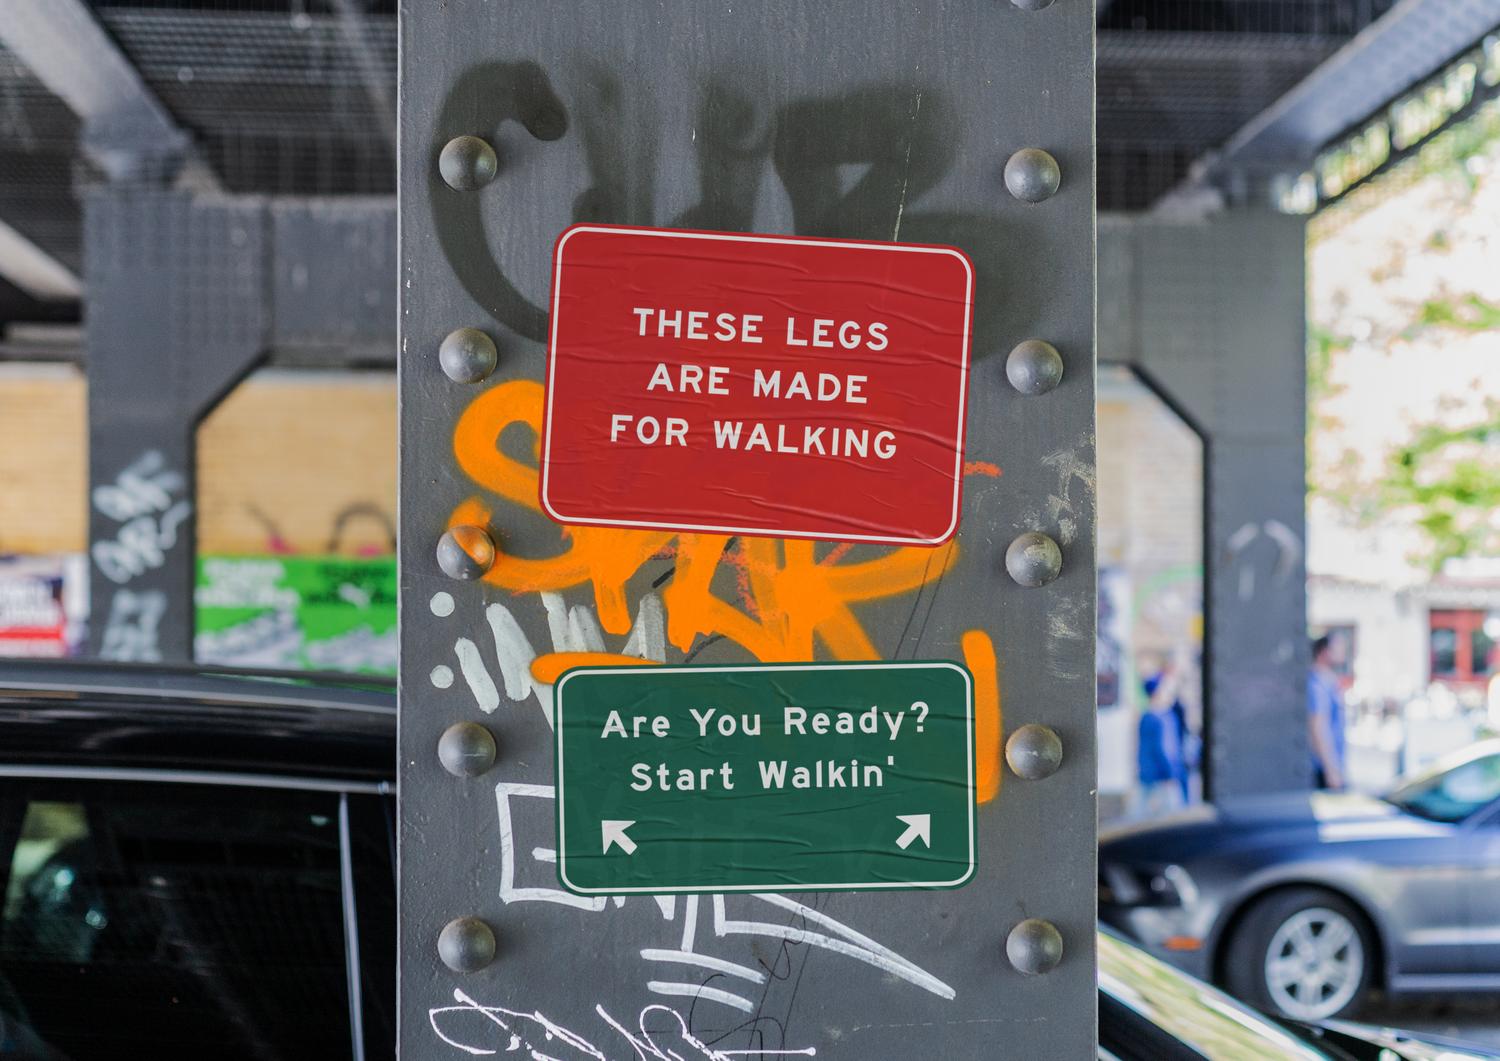 THESE LEGS
ARE MADE
FOR WALKING
Are You Ready?
Start Walkin'